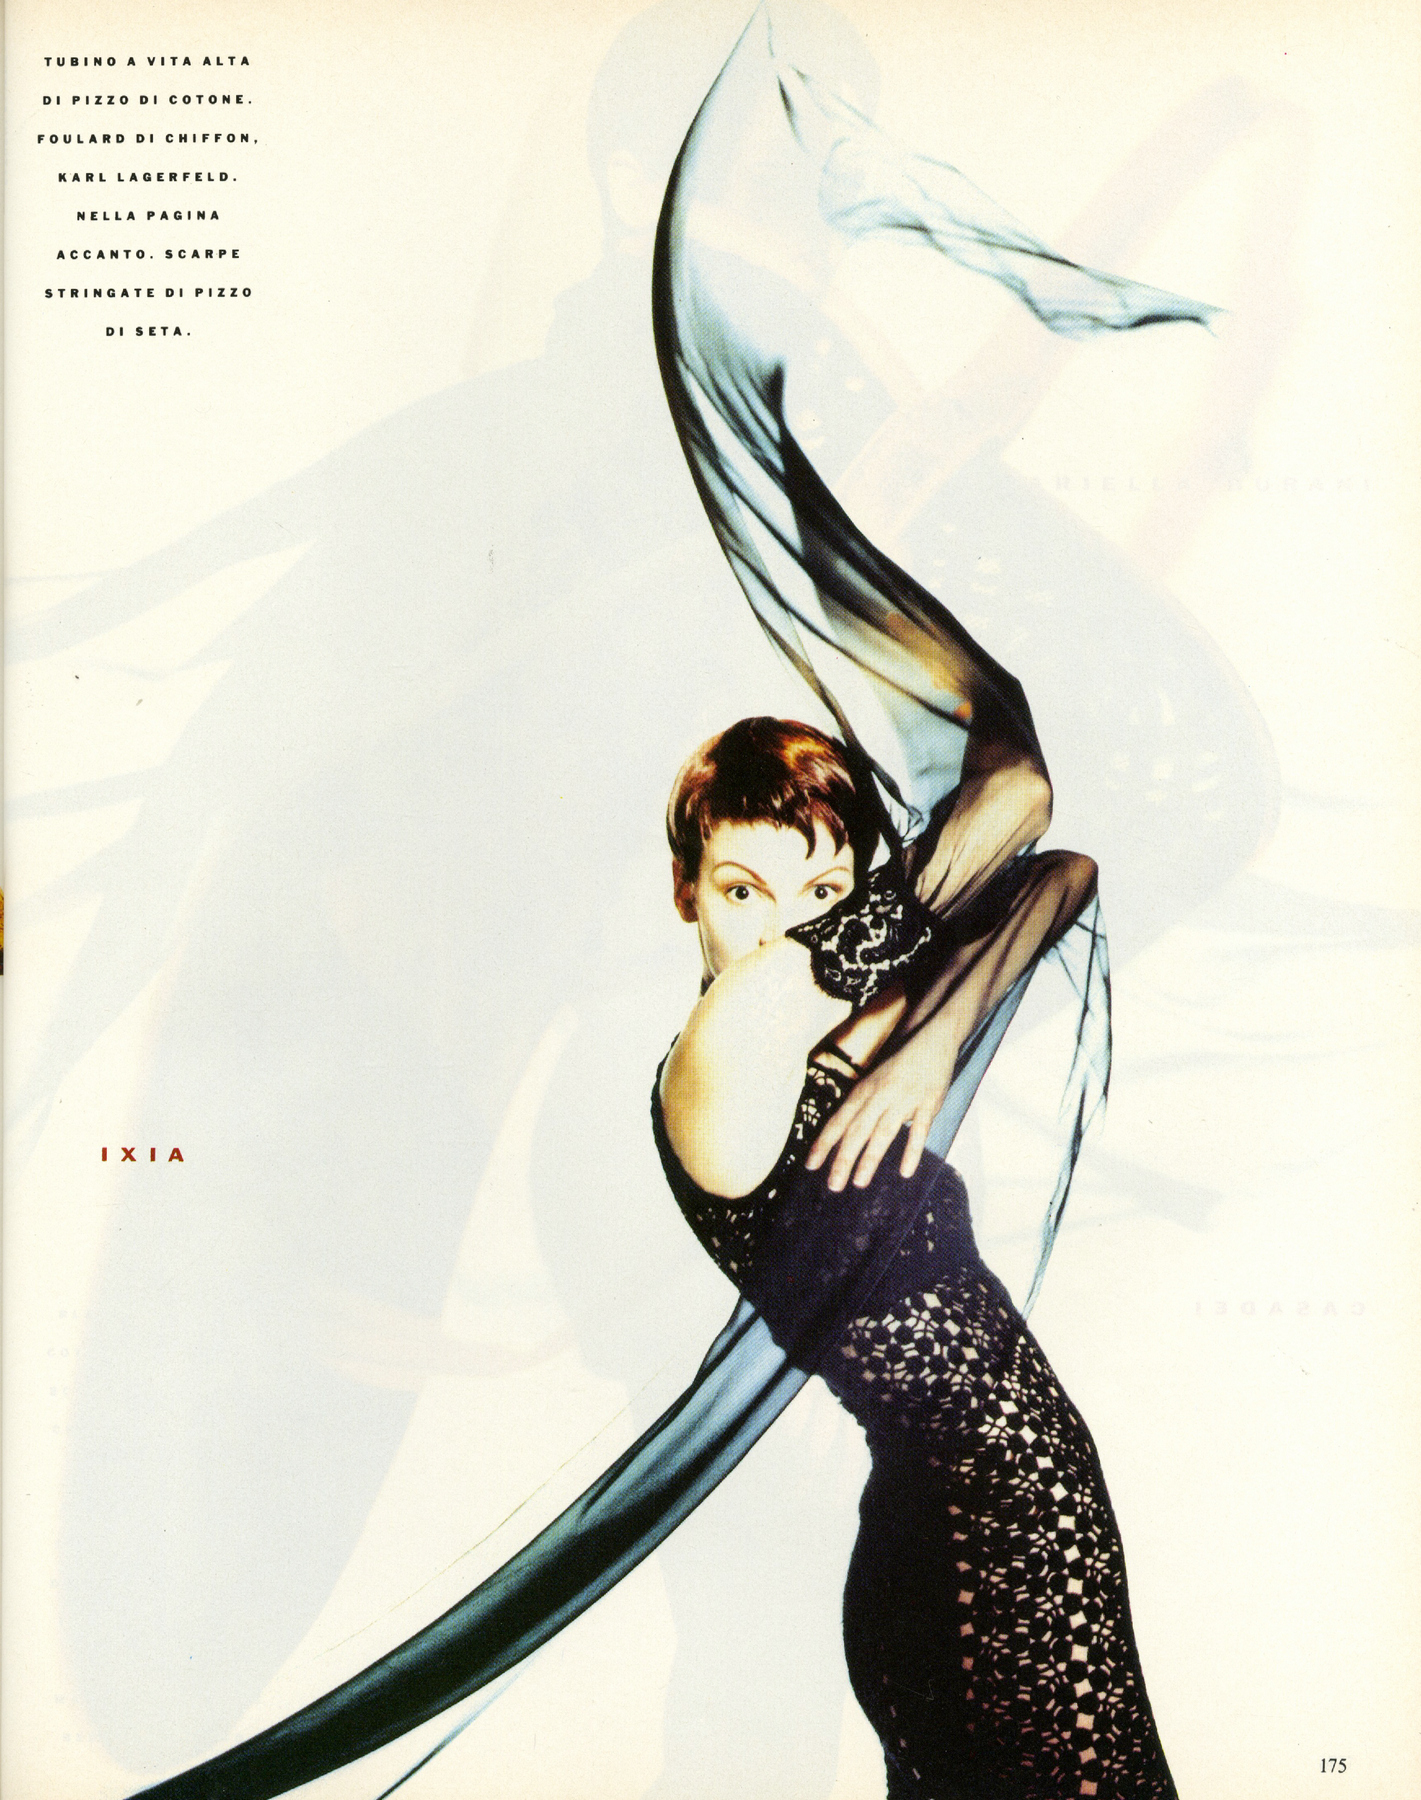 TUBINO A VITA ALTA
DI PIZZO DI COTONE.
FOULARD DI CHIFFON,
KARL LAGERFELD.
NELLA PAGINA
ACCANTO. SCARPE
STRINGATE DI PIZZO
DI SETA.
IXIA
CASADEI
175